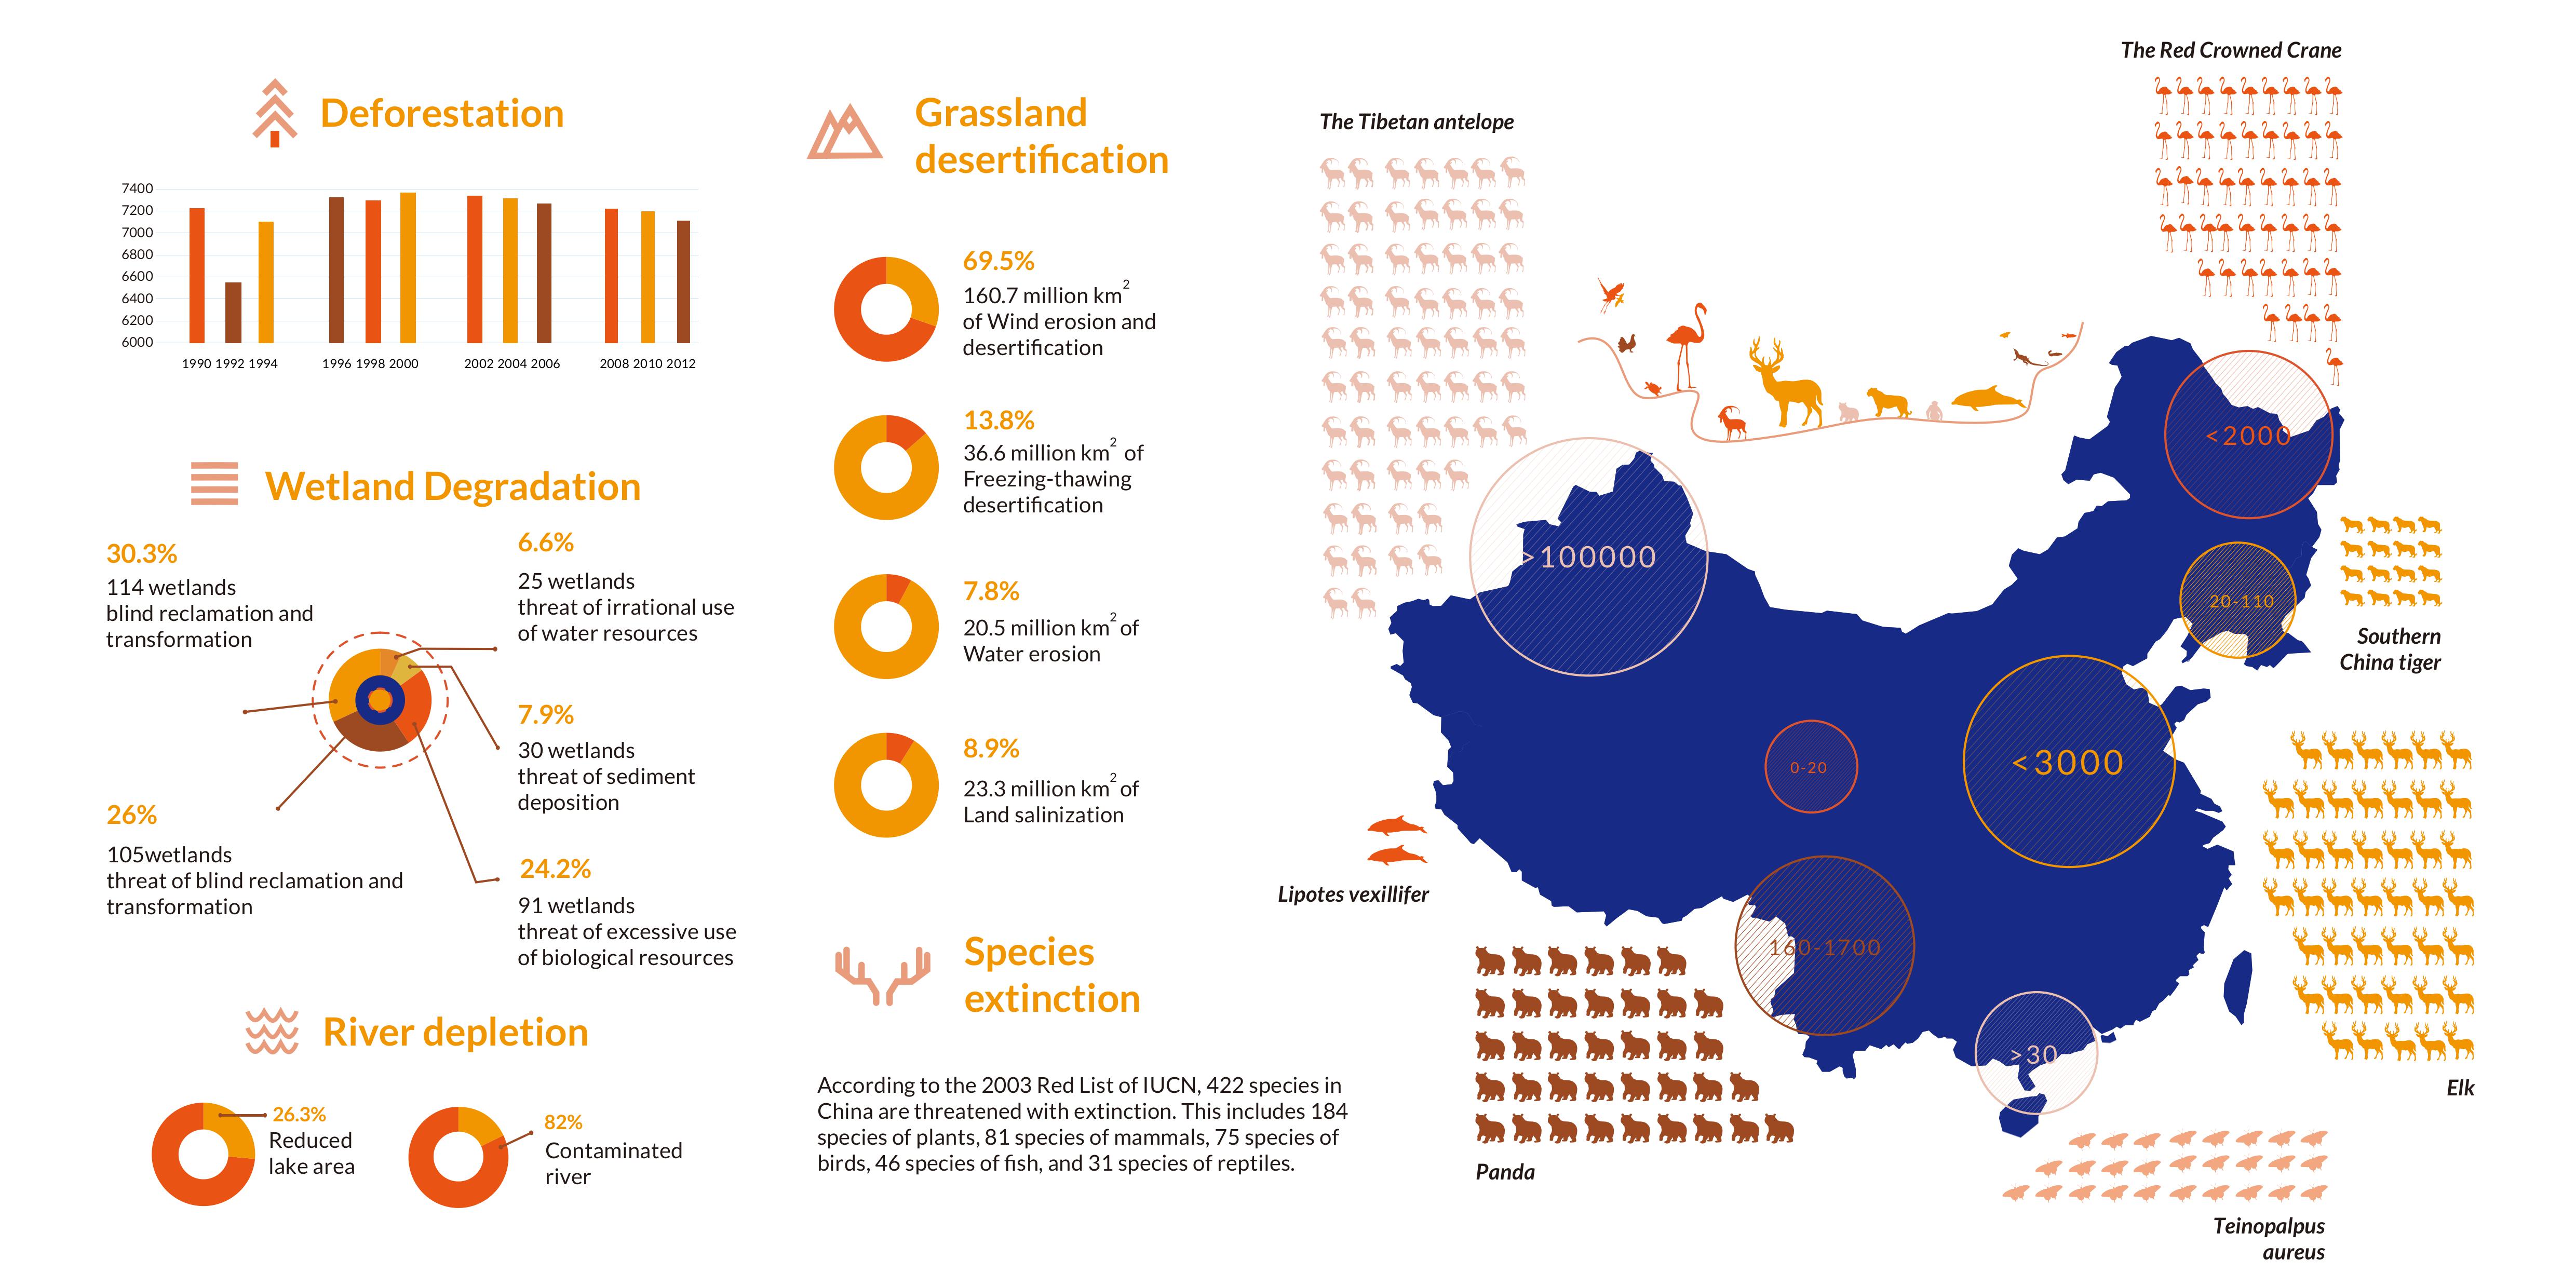 Deforestation
7400
7200
7000
6800
6600
6400
6200
6000
1990 1992 1994
1996 1998 2000
2002 2004 2006
2008 2010 2012
Wetland Degradation
30.3%
114 wetlands
blind reclamation and
transformation
6.6%
25 wetlands
threat of irrational use
of water resources
7.9%
30 wetlands
threat of sediment
deposition
26%
105wetlands
threat of blind reclamation and
transformation
24.2%
91 wetlands
threat of excessive use
of biological resources
River depletion
26.3%
Reduced
lake area
82%
Contaminated
river
Grassland
desertification
69.5%
160.7 million km²
of Wind erosion and
desertification
13.8%
36.6 million km² of
Freezing-thawing
desertification
7.8%
20.5 million km² of
Water erosion
8.9%
23.3 million km² of
Land salinization
Species
extinction
According to the 2003 Red List of IUCN, 422 species in
China are threatened with extinction. This includes 184
species of plants, 81 species of mammals, 75 species of
birds, 46 species of fish, and 31 species of reptiles.
The Tibetan antelope
The Red Crowned Crane
<2000
>100000
20-110
Southern
China tiger
<3000
0-20
Lipotes vexillifer
160-1700
>30
Elk
Panda
Teinopalpus
aureus